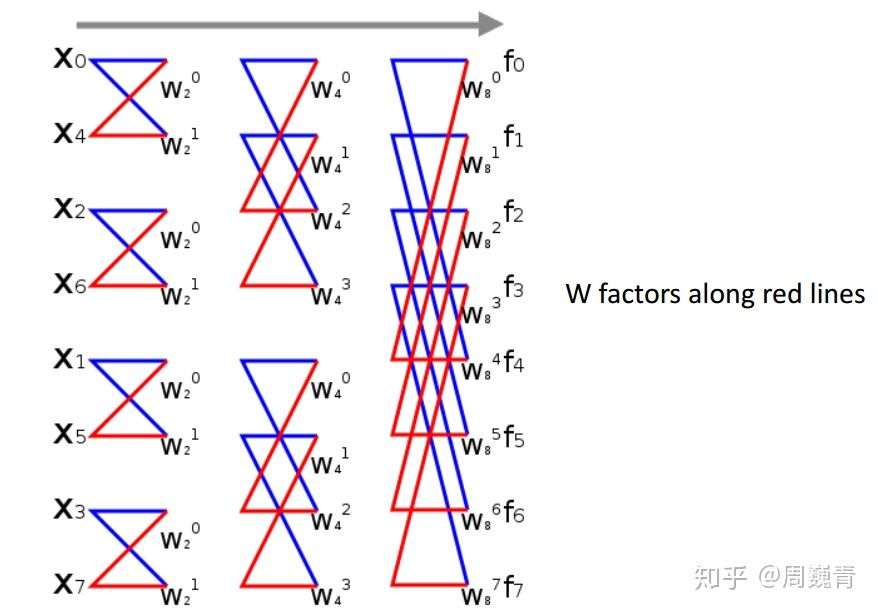 X0 W2^0 W4^0 W8^0 f0
X4 W2^1 W4^1 W8^1 f1
X2 W2^0 W4^2 W8^2 f2
X6 W2^1 W4^3 W8^3 f3
W factors along red lines
X1 W2^0 W4^0 W8^4 f4
X5 W2^1 W4^1 W8^5 f5
X3 W2^0 W4^2 W8^6 f6
X7 W2^1 W4^3 W8^7 f7
知乎 @周巍青